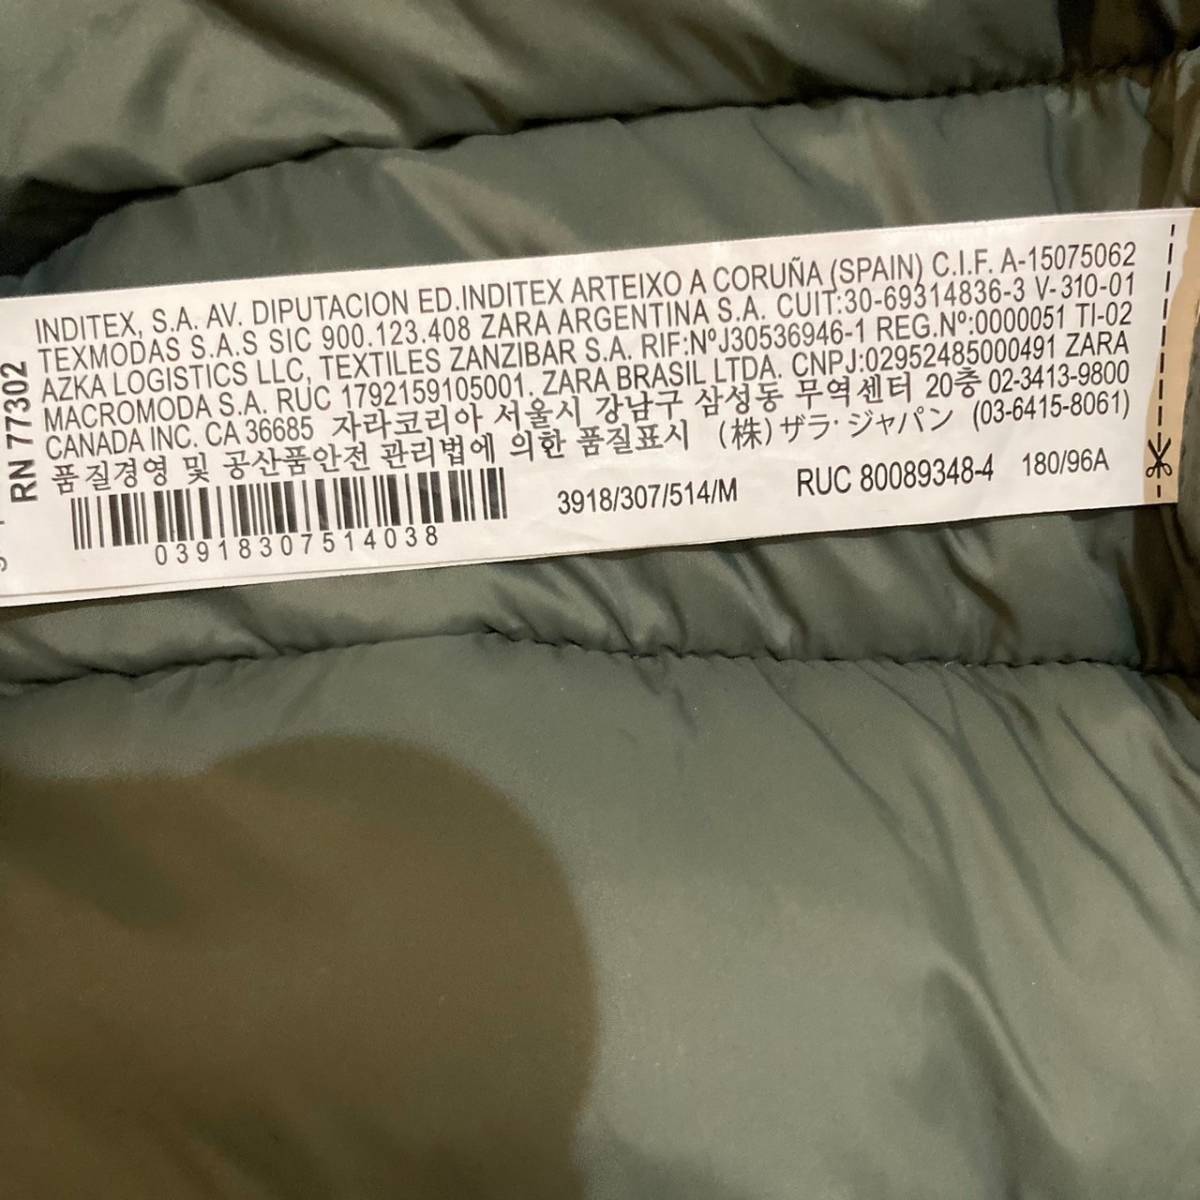 INDITEX, S.A. AV. DIPUTACION ED.INDITEX ARTEIXO A CORUÑA (SPAIN) C.I.F. A-15075062
TEXMODAS S.A.S SIC 900.123.408 ZARA ARGENTINA S.A. CUIT:30-69314836-3 V-310-01
AZKA LOGISTICS LLC, TEXTILES ZANZIBAR S.A. RIF:NºJ30536946-1 REG.Nº:0000051 TI-02
MACROMODA S.A. RUC 1792159105001. ZARA BRASIL LTDA. CNPJ:02952485000491 ZARA
CANADA INC. CA 36685 자라코리아 서울시 강남구 삼성동 무역센터 20층 02-3413-9800
품질경영 및 공산품안전 관리법에 의한 품질표시 (株)ザラ・ジャパン (03-6415-8061)
03918307514038
3918/307/514/M
RUC 80089348-4
180/96A
RN 77302